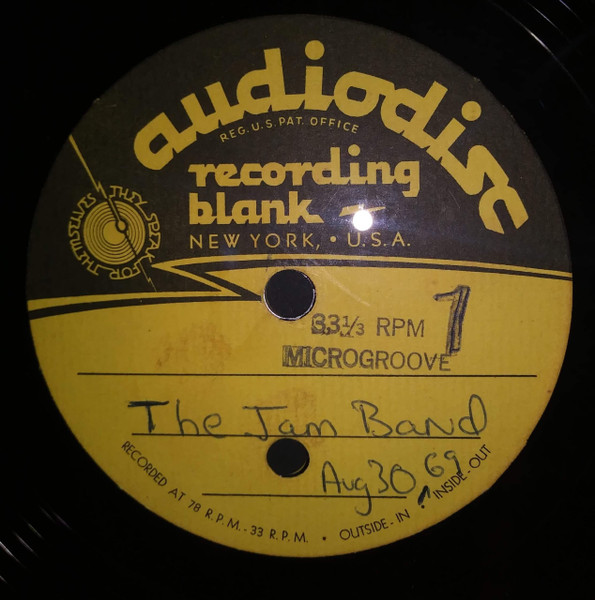 audiodisc
REG. U.S. PAT. OFFICE
recording
blank
NEW YORK, • U.S.A.
THEY SPEAK FOR THEMSELVES
33⅓ RPM 1
MICROGROOVE
The Jam Band
Aug 30, 69
RECORDED AT 78 R.P.M. - 33 R.P.M. • OUTSIDE-IN INSIDE-OUT